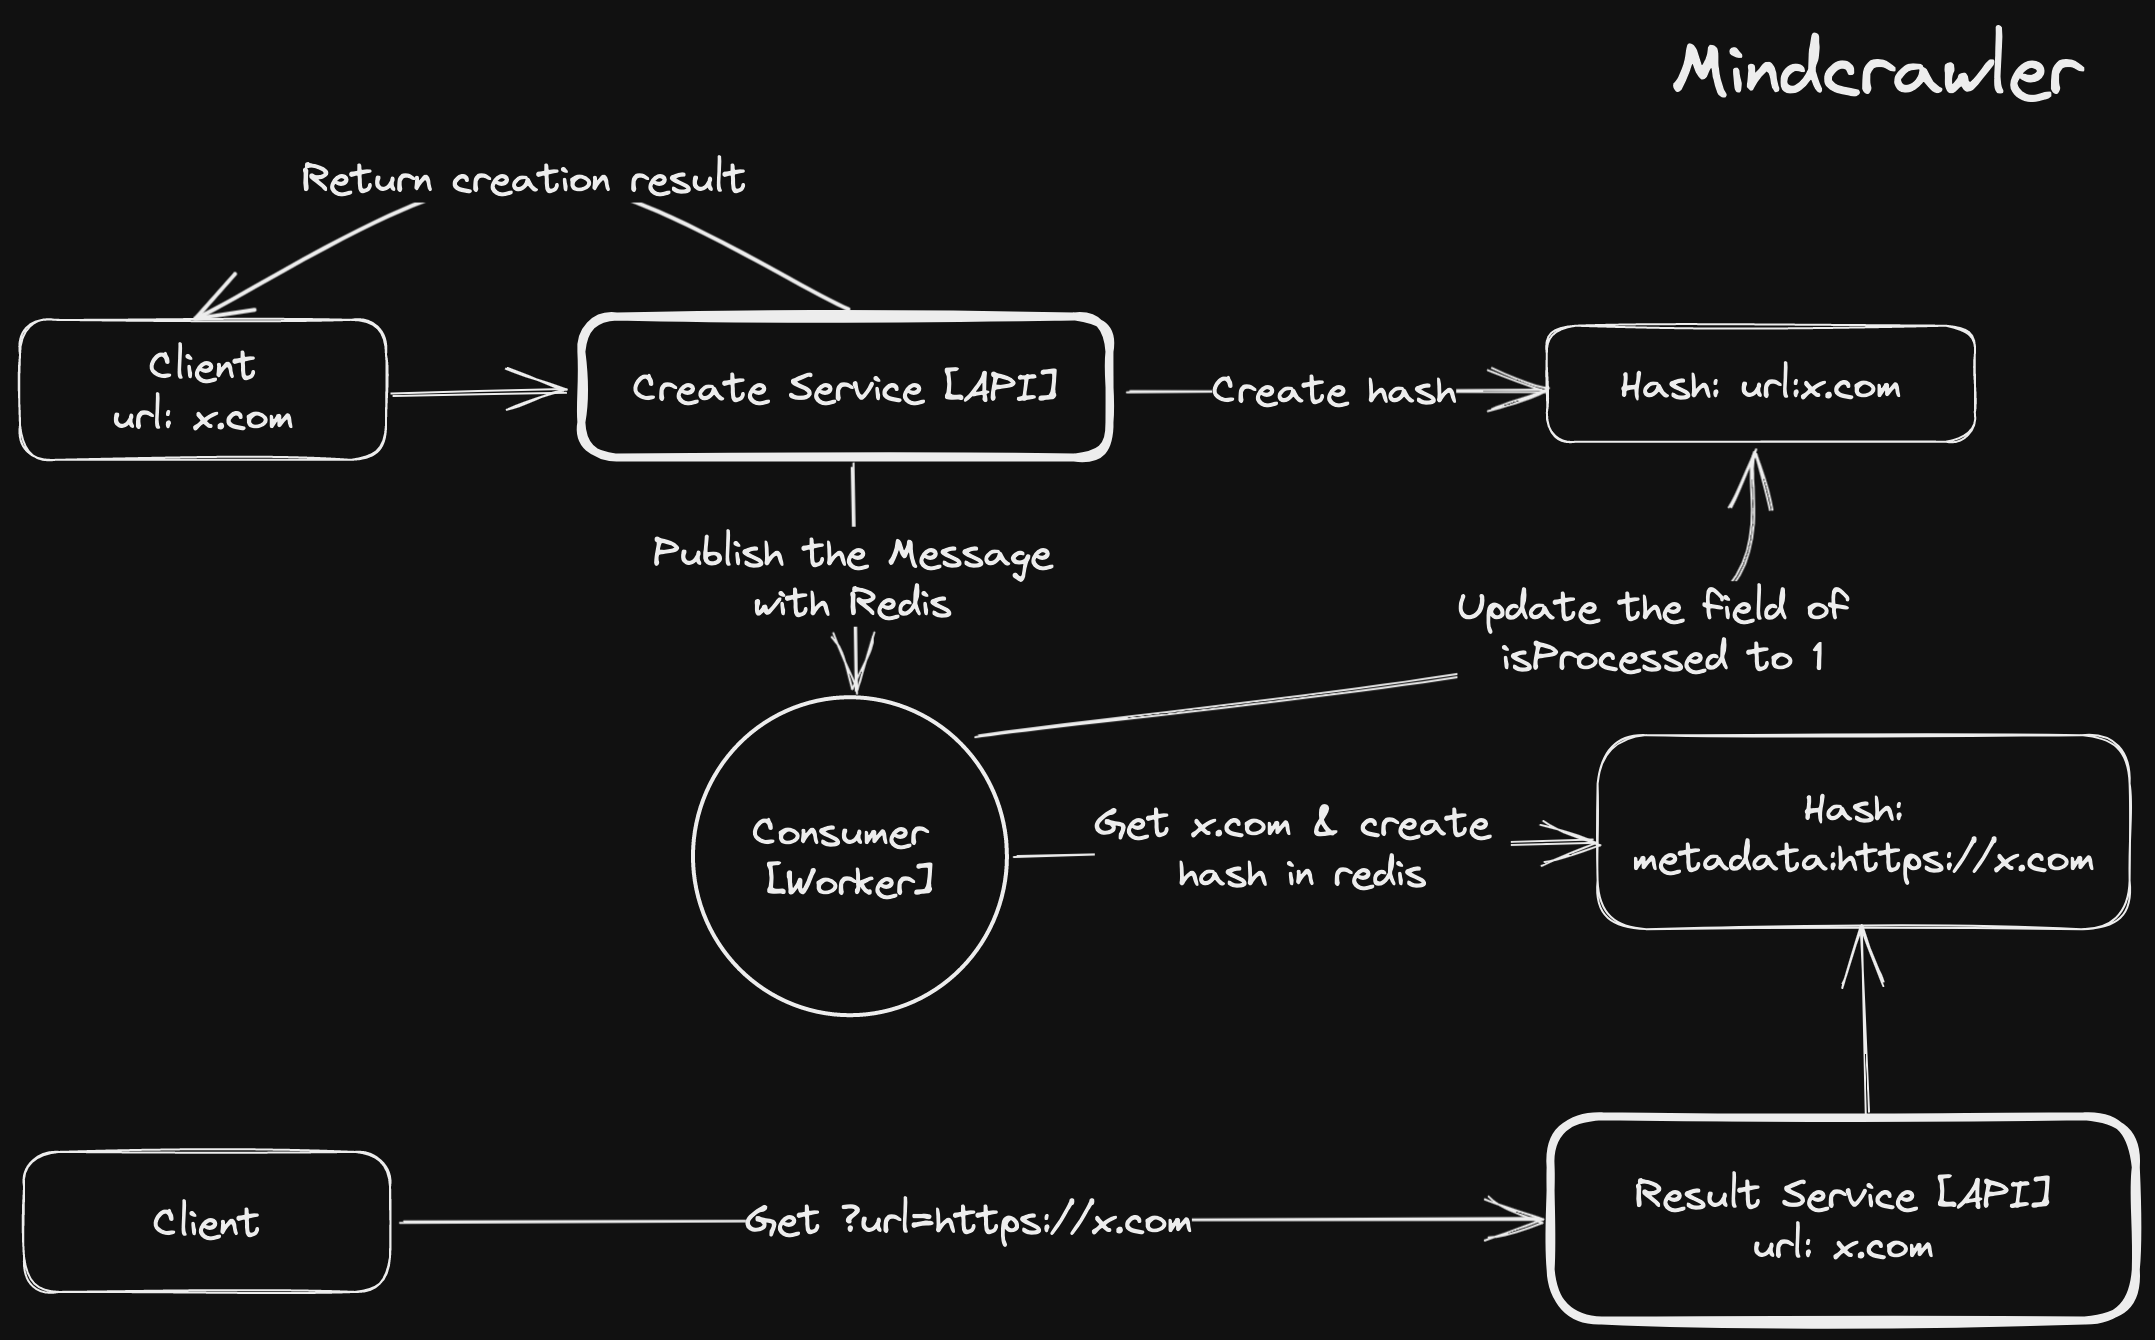 Mindcrawler
Return creation result
Client
url: x.com
Create Service [API]
Create hash
Hash: url:x.com
Publish the Message
with Redis
Update the field of
isProcessed to 1
Consumer
[Worker]
Get x.com & create
hash in redis
Hash:
metadata:https://x.com
Client
Get ?url=https://x.com
Result Service [API]
url: x.com